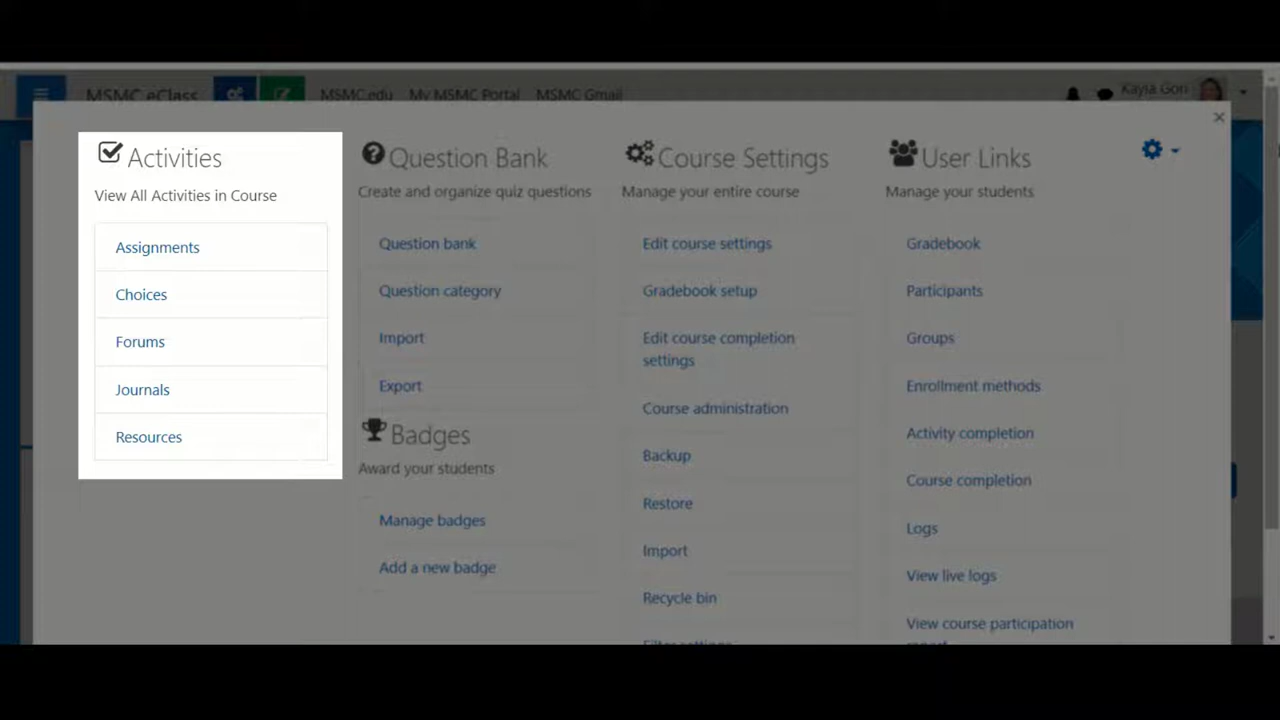 MSMC eClass
MSMC.edu My MSMC Portal MSMC Gmail
Kayla Gori
Activities
View All Activities in Course
Assignments
Choices
Forums
Journals
Resources
Question Bank
Create and organize quiz questions
Question bank
Question category
Import
Export
Badges
Award your students
Manage badges
Add a new badge
Course Settings
Manage your entire course
Edit course settings
Gradebook setup
Edit course completion
settings
Course administration
Backup
Restore
Import
Recycle bin
Filter settings
User Links
Manage your students
Gradebook
Participants
Groups
Enrollment methods
Activity completion
Course completion
Logs
View live logs
View course participation
report